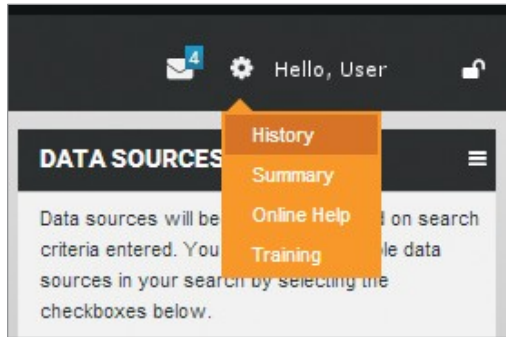 4
Hello, User
History
Summary
Online Help
Training
DATA SOURCES
Data sources will be on search
criteria entered. You data
sources in your search by selecting the
checkboxes below.